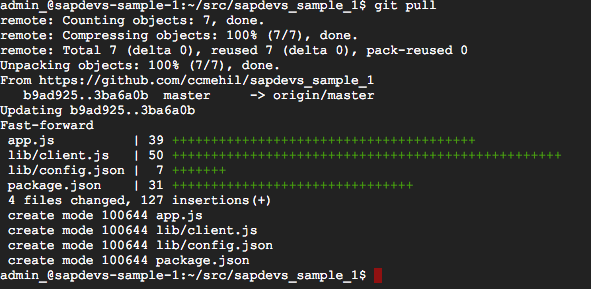 admin_@sapdevs-sample-1:~/src/sapdevs_sample_1$ git pull
remote: Counting objects: 7, done.
remote: Compressing objects: 100% (7/7), done.
remote: Total 7 (delta 0), reused 7 (delta 0), pack-reused 0
Unpacking objects: 100% (7/7), done.
From https://github.com/ccmehil/sapdevs_sample_1
   b9ad925..3ba6a0b  master     -> origin/master
Updating b9ad925..3ba6a0b
Fast-forward
 app.js          | 39 +++++++++++++++++++++++++++++++++++++++
 lib/client.js   | 50 ++++++++++++++++++++++++++++++++++++++++++++++++++
 lib/config.json |  7 +++++++
 package.json    | 31 +++++++++++++++++++++++++++++++
 4 files changed, 127 insertions(+)
 create mode 100644 app.js
 create mode 100644 lib/client.js
 create mode 100644 lib/config.json
 create mode 100644 package.json
admin_@sapdevs-sample-1:~/src/sapdevs_sample_1$